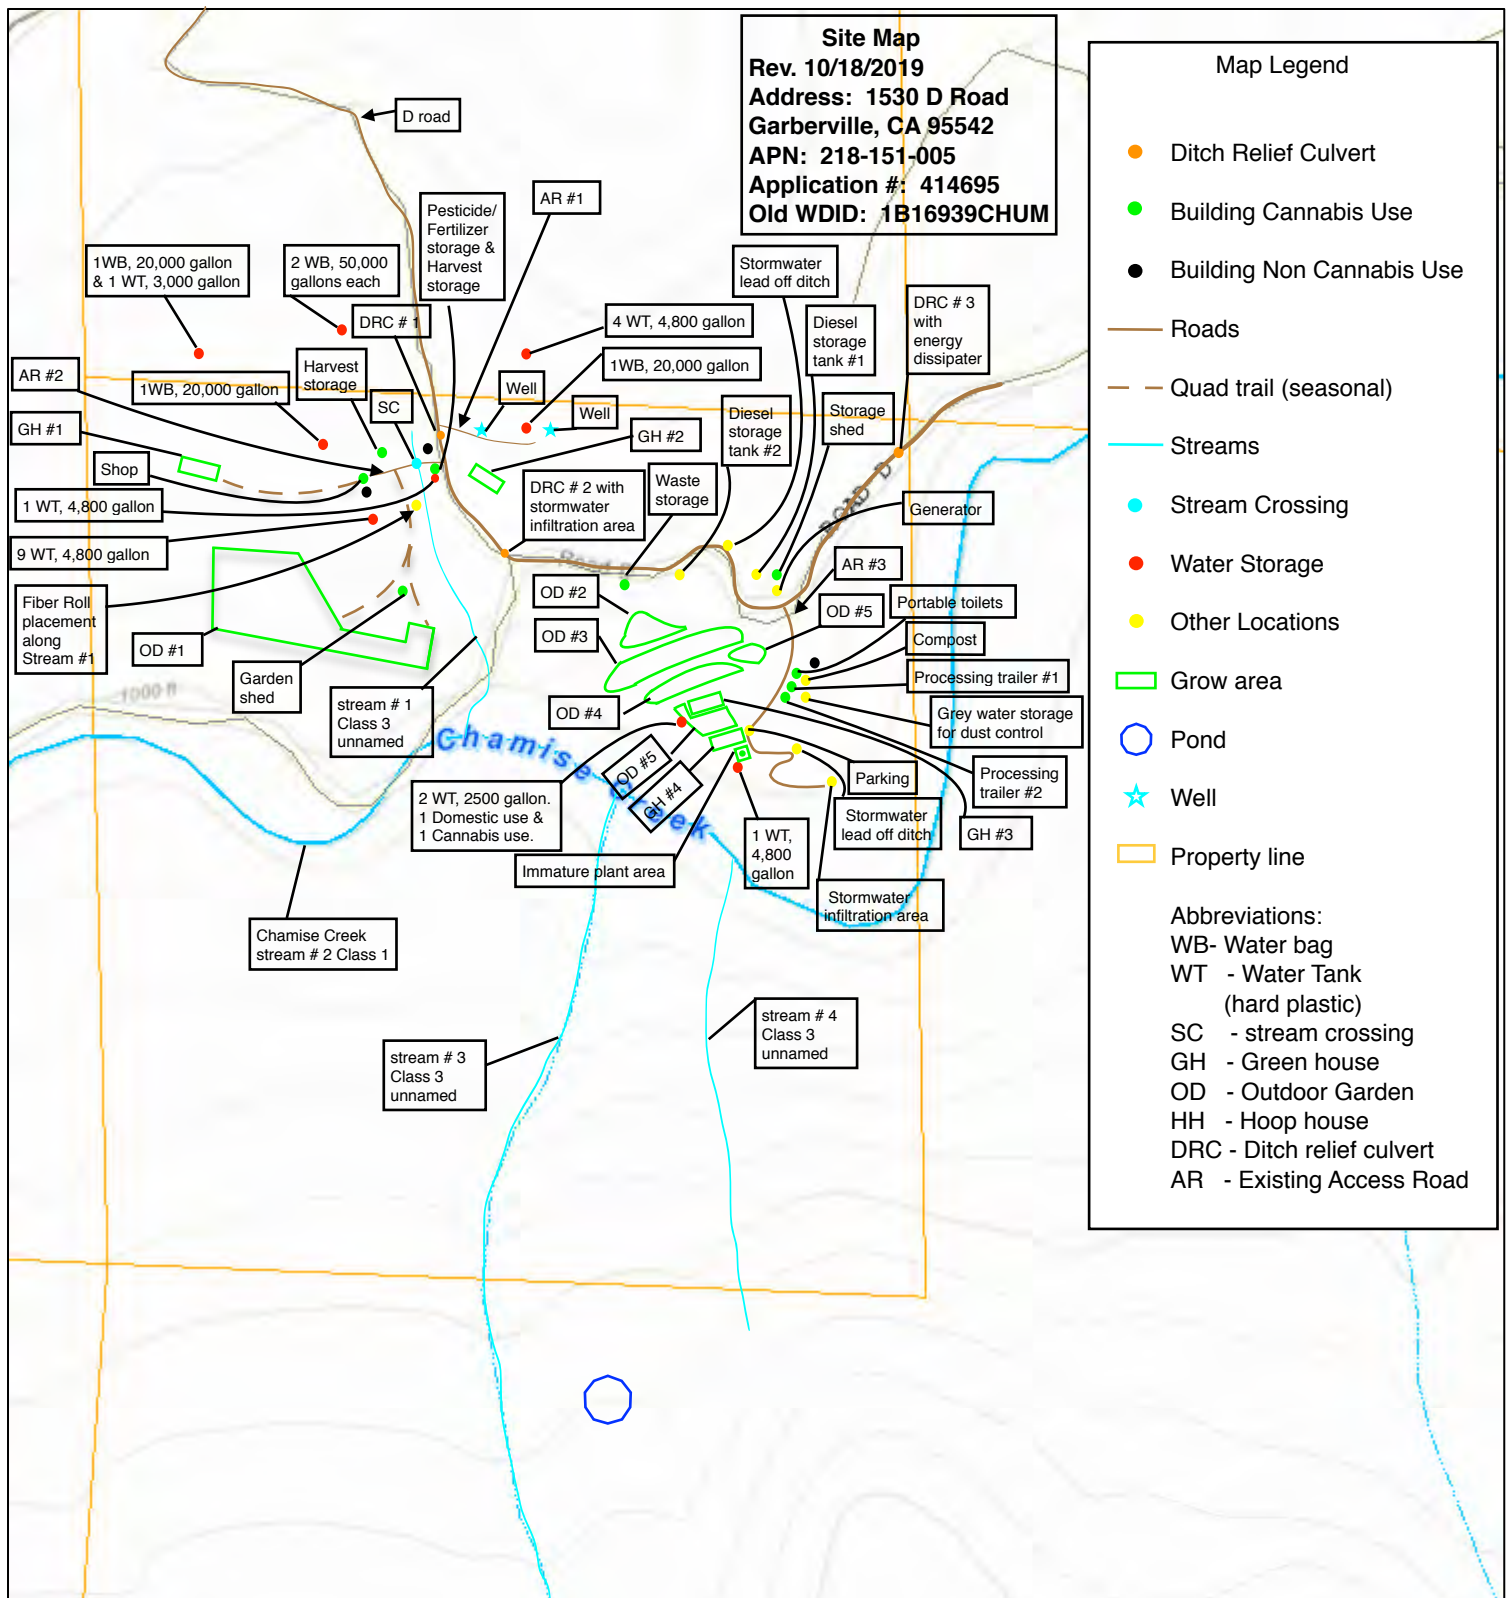 Site Map
Rev. 10/18/2019
Address: 1530 D Road
Garberville, CA 95542
APN: 218-151-005
Application #: 414695
Old WDID: 1B16939CHUM
Map Legend
Ditch Relief Culvert
Building Cannabis Use
Building Non Cannabis Use
Roads
Quad trail (seasonal)
Streams
Stream Crossing
Water Storage
Other Locations
Grow area
Pond
Well
Property line
Abbreviations:
WB- Water bag
WT - Water Tank
(hard plastic)
SC - stream crossing
GH - Green house
OD - Outdoor Garden
HH - Hoop house
DRC - Ditch relief culvert
AR - Existing Access Road
D road
AR #1
Pesticide/
Fertilizer
storage &
Harvest
storage
1WB, 20,000 gallon
& 1 WT, 3,000 gallon
2 WB, 50,000
gallons each
DRC # 1
Stormwater
lead off ditch
Diesel
storage
tank #1
DRC # 3
with
energy
dissipater
4 WT, 4,800 gallon
1WB, 20,000 gallon
AR #2
1WB, 20,000 gallon
Harvest
storage
SC
Well
Well
GH #1
GH #2
Diesel
storage
tank #2
Storage
shed
Shop
1 WT, 4,800 gallon
9 WT, 4,800 gallon
DRC # 2 with
stormwater
infiltration area
Waste
storage
ROAD D
Road D
Generator
AR #3
Fiber Roll
placement
along
Stream #1
OD #1
Garden
shed
1000 ft
stream # 1
Class 3
unnamed
OD #2
OD #3
OD #4
OD #5
Portable toilets
Compost
Processing trailer #1
Grey water storage
for dust control
Processing
trailer #2
Parking
Stormwater
lead off ditch
GH #3
Chamise Creek
OD #5
GH #4
2 WT, 2500 gallon.
1 Domestic use &
1 Cannabis use.
Immature plant area
1 WT,
4,800
gallon
Stormwater
infiltration area
Chamise Creek
stream # 2 Class 1
stream # 3
Class 3
unnamed
stream # 4
Class 3
unnamed